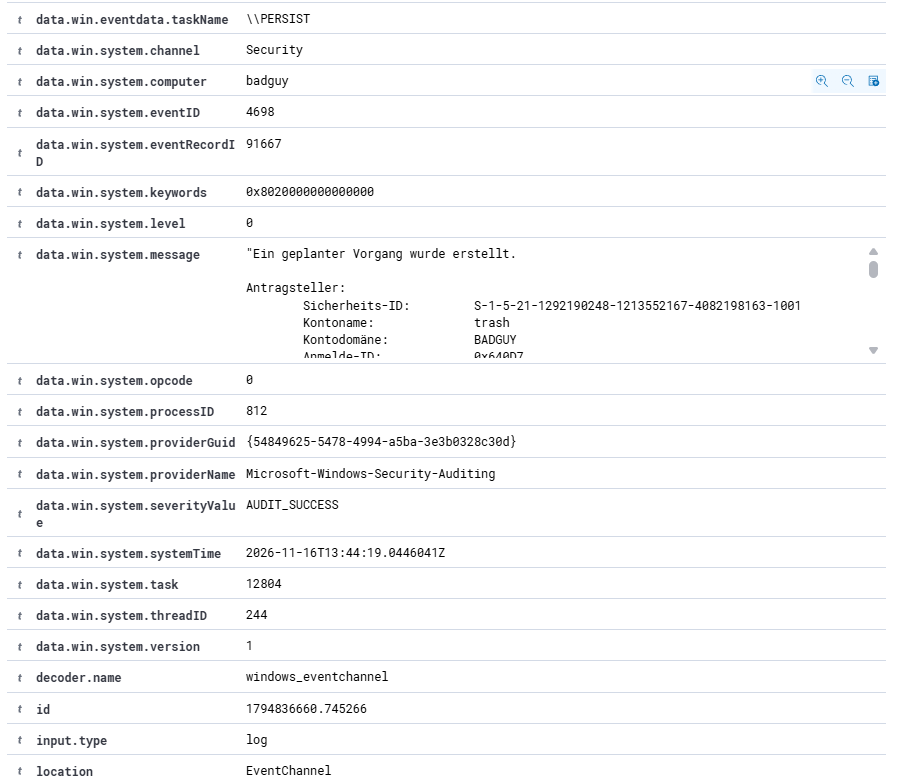 t data.win.eventdata.taskName \\PERSIST
t data.win.system.channel Security
t data.win.system.computer badguy
t data.win.system.eventID 4698
t data.win.system.eventRecordI
D 91667
t data.win.system.keywords 0x8020000000000000
t data.win.system.level 0
t data.win.system.message "Ein geplanter Vorgang wurde erstellt.
Antragsteller:
Sicherheits-ID: S-1-5-21-1292190248-1213552167-4082198163-1001
Kontoname: trash
Kontodomäne: BADGUY
Anmelde-ID: 0x640D7
t data.win.system.opcode 0
t data.win.system.processID 812
t data.win.system.providerGuid {54849625-5478-4994-a5ba-3e3b0328c30d}
t data.win.system.providerName Microsoft-Windows-Security-Auditing
t data.win.system.severityValu
e AUDIT_SUCCESS
t data.win.system.systemTime 2026-11-16T13:44:19.0446041Z
t data.win.system.task 12804
t data.win.system.threadID 244
t data.win.system.version 1
t decoder.name windows_eventchannel
t id 1794836660.745266
t input.type log
t location EventChannel